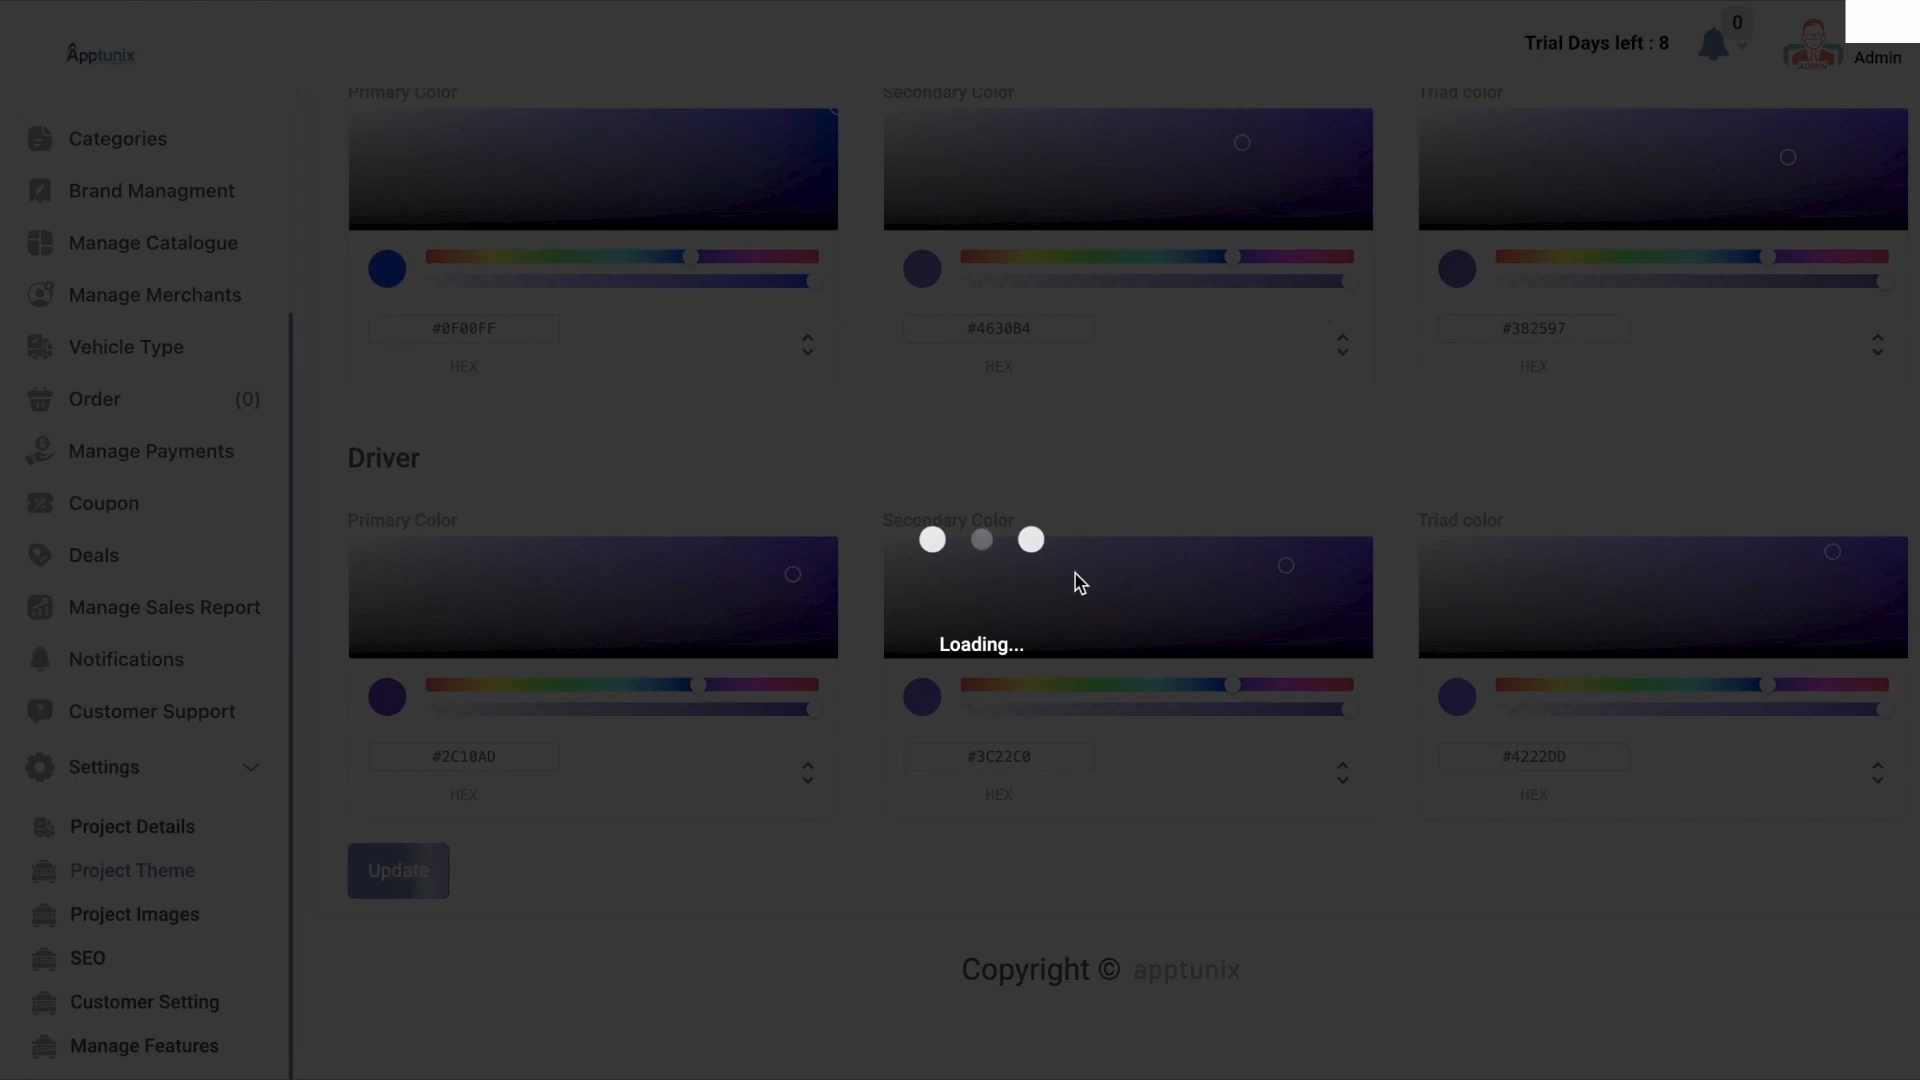 Apptunix
Trial Days left : 8
0
ADMIN
Admin
Categories
Brand Managment
Manage Catalogue
Manage Merchants
Vehicle Type
Order (0)
Manage Payments
Coupon
Deals
Manage Sales Report
Notifications
Customer Support
Settings
Project Details
Project Theme
Project Images
SEO
Customer Setting
Manage Features
Primary Color Secondary Color Triad color
#0F00FF #4630B4 #382597
HEX HEX HEX
Driver
Primary Color Secondary Color Triad color
Loading...
#2C10AD #3C22C0 #4222DD
HEX HEX HEX
Update
Copyright © apptunix